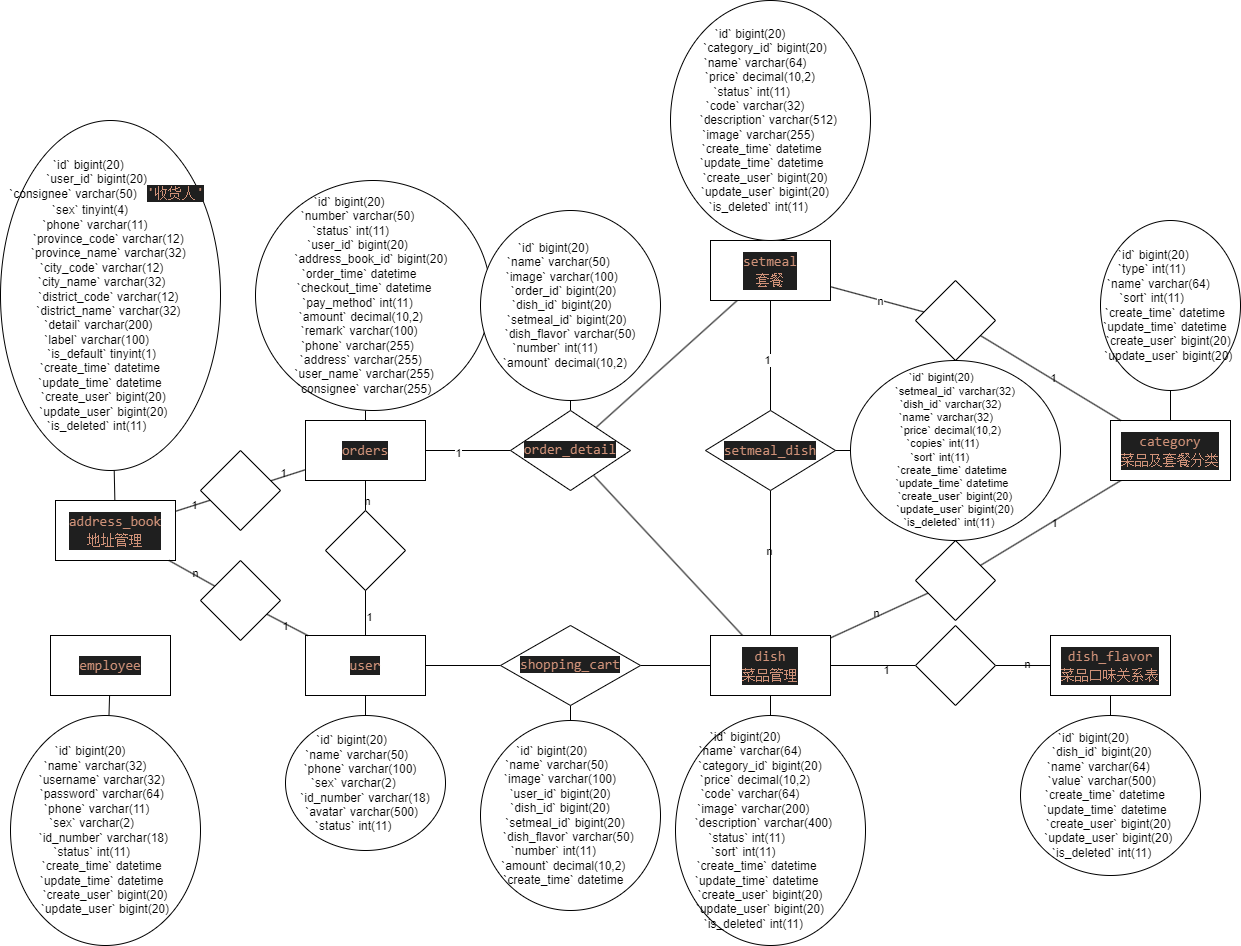 `id` bigint(20)
`category_id` bigint(20)
`name` varchar(64)
`price` decimal(10,2)
`status` int(11)
`code` varchar(32)
`description` varchar(512)
`image` varchar(255)
`create_time` datetime
`update_time` datetime
`create_user` bigint(20)
`update_user` bigint(20)
`is_deleted` int(11)
setmeal
套餐
`id` bigint(20)
`user_id` bigint(20)
`consignee` varchar(50) '收货人'
`sex` tinyint(4)
`phone` varchar(11)
`province_code` varchar(12)
`province_name` varchar(32)
`city_code` varchar(12)
`city_name` varchar(32)
`district_code` varchar(12)
`district_name` varchar(32)
`detail` varchar(200)
`label` varchar(100)
`is_default` tinyint(1)
`create_time` datetime
`update_time` datetime
`create_user` bigint(20)
`update_user` bigint(20)
`is_deleted` int(11)
address_book
地址管理
`id` bigint(20)
`number` varchar(50)
`status` int(11)
`user_id` bigint(20)
`address_book_id` bigint(20)
`order_time` datetime
`checkout_time` datetime
`pay_method` int(11)
`amount` decimal(10,2)
`remark` varchar(100)
`phone` varchar(255)
`address` varchar(255)
`user_name` varchar(255)
`consignee` varchar(255)
orders
`id` bigint(20)
`name` varchar(50)
`image` varchar(100)
`order_id` bigint(20)
`dish_id` bigint(20)
`setmeal_id` bigint(20)
`dish_flavor` varchar(50)
`number` int(11)
`amount` decimal(10,2)
order_detail
setmeal_dish
`id` bigint(20)
`setmeal_id` varchar(32)
`dish_id` varchar(32)
`name` varchar(32)
`price` decimal(10,2)
`copies` int(11)
`sort` int(11)
`create_time` datetime
`update_time` datetime
`create_user` bigint(20)
`update_user` bigint(20)
`is_deleted` int(11)
`id` bigint(20)
`type` int(11)
`name` varchar(64)
`sort` int(11)
`create_time` datetime
`update_time` datetime
`create_user` bigint(20)
`update_user` bigint(20)
category
菜品及套餐分类
n
1
1
1
1
1
n
n
n
1
1
n
1
1
n
employee
user
shopping_cart
dish
菜品管理
dish_flavor
菜品口味关系表
`id` bigint(20)
`name` varchar(32)
`username` varchar(32)
`password` varchar(64)
`phone` varchar(11)
`sex` varchar(2)
`id_number` varchar(18)
`status` int(11)
`create_time` datetime
`update_time` datetime
`create_user` bigint(20)
`update_user` bigint(20)
`id` bigint(20)
`name` varchar(50)
`phone` varchar(100)
`sex` varchar(2)
`id_number` varchar(18)
`avatar` varchar(500)
`status` int(11)
`id` bigint(20)
`name` varchar(50)
`image` varchar(100)
`user_id` bigint(20)
`dish_id` bigint(20)
`setmeal_id` bigint(20)
`dish_flavor` varchar(50)
`number` int(11)
`amount` decimal(10,2)
`create_time` datetime
`id` bigint(20)
`name` varchar(64)
`category_id` bigint(20)
`price` decimal(10,2)
`code` varchar(64)
`image` varchar(200)
`description` varchar(400)
`status` int(11)
`sort` int(11)
`create_time` datetime
`update_time` datetime
`create_user` bigint(20)
`update_user` bigint(20)
`is_deleted` int(11)
`id` bigint(20)
`dish_id` bigint(20)
`name` varchar(64)
`value` varchar(500)
`create_time` datetime
`update_time` datetime
`create_user` bigint(20)
`update_user` bigint(20)
`is_deleted` int(11)